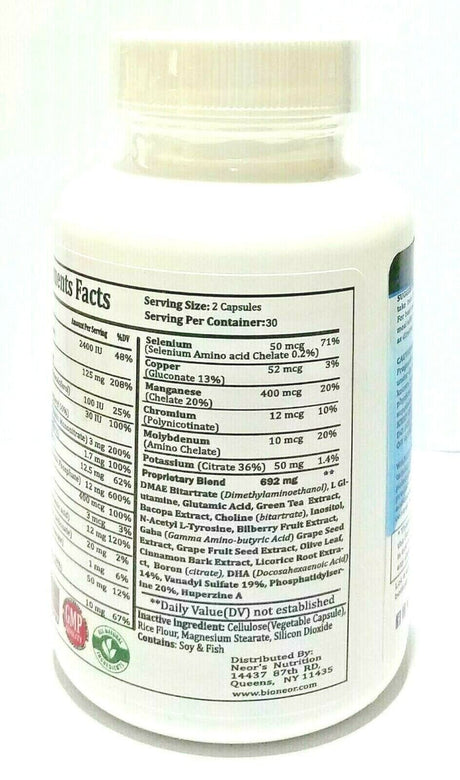 ments Facts
Amount Per Serving %DV
2400 IU 48%
125 mg 208%
100 IU 25%
30 IU 100%
3 mg 200%
1.7 mg 100%
12.5 mg 62%
12 mg 600%
400 mcg 100%
3 mcg 3%
12 mg 120%
20 mg 2%
1 mg 6%
50 mg 12%
10 mg 67%
GMP
ALL NATURAL
INGREDIENTS
Serving Size: 2 Capsules
Serving Per Container:30
Selenium 50 mcg 71%
(Selenium Amino acid Chelate 0.2%)
Copper 52 mcg 3%
(Gluconate 13%)
Manganese 400 mcg 20%
(Chelate 20%)
Chromium 12 mcg 10%
(Polynicotinate)
Molybdenum 10 mcg 20%
(Amino Chelate)
Potassium (Citrate 36%) 50 mg 1.4%
Proprietary Blend 692 mg **
DMAE Bitartrate (Dimethylaminoethanol), L Gl-
utamine, Glutamic Acid, Green Tea Extract,
Bacopa Extract, Choline (bitartrate), Inositol,
N-Acetyl L-Tyrosine, Bilberry Fruit Extract,
Gaba (Gamma Amino-butyric Acid) Grape Seed
Extract, Grape Fruit Seed Extract, Olive Leaf,
Cinnamon Bark Extract, Licorice Root Extra-
ct, Boron (citrate), DHA (Docosahexaenoic Acid)
14%, Vanadyl Sulfate 19%, Phosphatidylser-
ine 20%, Huperzine A
**Daily Value(DV) not established
Inactive Ingredient: Cellulose(Vegetable Capsule),
Rice Flour, Magnesium Stearate, Silicon Dioxide
Contains: Soy & Fish
Distributed By:
Neor's Nutrition
14437 87th RD,
Queens, NY 11435
www.bioneor.com